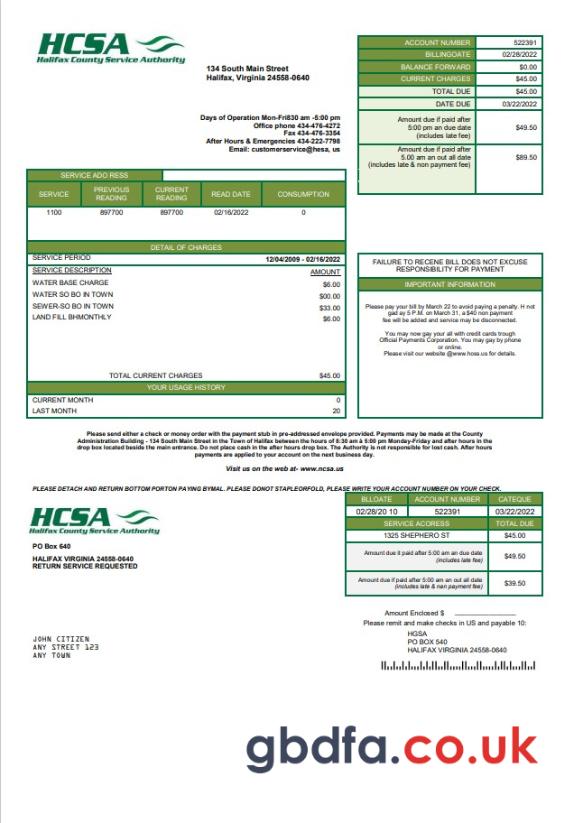 HCSA
Halifax County Service Authority
134 South Main Street
Halifax, Virginia 24558-0640
Days of Operation Mon-Fri830 am -5:00 pm
Office phone 434-476-4272
Fax 434-476-3354
After Hours & Emergencies 434-222-7798
Email: customerservice@hesa, us
ACCOUNT NUMBER 522391
BILLINGDATE 02/28/2022
BALANCE FORWARD $0.00
CURRENT CHARGES $45.00
TOTAL DUE $45.00
DATE DUE 03/22/2022
Amount due if paid after
5:00 pm an due date
(includes late fee) $49.50
Amount due if paid after
5.00 am an out all date
(includes late & non payment fee) $89.50
SERVICE ADO RESS
SERVICE PREVIOUS READING CURRENT READING READ DATE CONSUMPTION
1100 897700 897700 02/16/2022 0
DETAIL OF CHARGES
SERVICE PERIOD 12/04/2009 - 02/16/2022
SERVICE DESCRIPTION AMOUNT
WATER BASE CHARGE $6.00
WATER SO BO IN TOWN $00.00
SEWER-SO BO IN TOWN $33.00
LAND FILL BHMONTHLY $6.00
TOTAL CURRENT CHARGES $45.00
YOUR USAGE HISTORY
CURRENT MONTH 0
LAST MONTH 20
FAILURE TO RECENE BILL DOES NOT EXCUSE
RESPONSIBILITY FOR PAYMENT
IMPORTANT INFORMATION
Please pay your bill by March 22 to avoid paying a penalty. H not
gad ay 5 P.M. on March 31, a $40 non payment
fee will be added and service may be disconnected.
You may now gay your all with credit cards trough
Official Payments Corporation. You may gay by phone
or online.
Please visit our website @www.hoss.us for details.
Please send either a check or money order with the payment stub in pre-addressed envelope provided. Payments may be made at the County
Administration Building - 134 South Main Street in the Town of Halifax between the hours of 8:30 am à 5:00 pm Monday-Friday and after hours in the
drop box located beside the main entrance. Do not place cash in the after hours drop box. The Authority is not Responsible for lost cash. After hours
payments are applied to your account on the next business day.
Visit us on the web at- www.ncsa.us
PLEASE DETACH AND RETURN BOTTOM PORTON PAYING BYMAL. PLEASE DONOT STAPLEORFOLD, PLEASE WRITE YOUR ACCOUNT NUMBER ON YOUR CHECK.
HCSA
Halifax County Service Authority
PO Box 640
HALIFAX VIRGINIA 24558-0640
RETURN SERVICE REQUESTED
BLLOATE ACCOUNT NUMBER CATEQUE
02/28/20 10 522391 03/22/2022
SERVICE ACORESS TOTAL DUE
1325 SHEPHERO ST $45.00
Amount due it paid after 5:00 am an due date
(includes late fee) $49.50
Amount due if paid after 5:00 am an out all date
(includes late & non payment fee) $39.50
Amount Enclosed $
Please remit and make checks in US and payable 10:
HGSA
PO BOX 540
HALIFAX VIRGINIA 24558-0640
JOHN CITIZEN
ANY STREET 123
ANY TOWN
gbdfa.co.uk